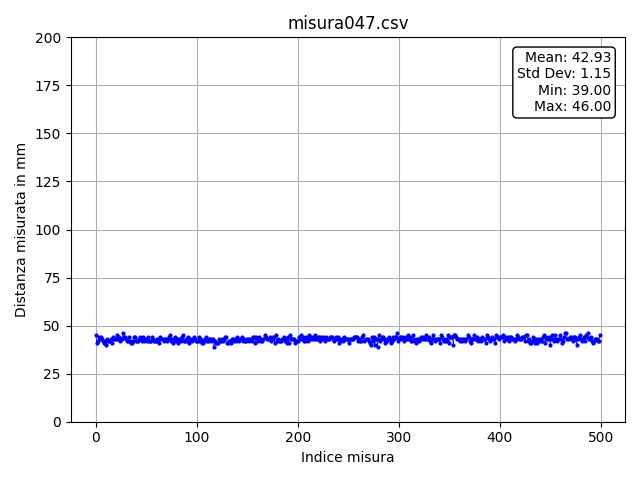 misura047.csv
200
175
150
125
100
75
50
25
0
Mean: 42.93
Std Dev: 1.15
Min: 39.00
Max: 46.00
Distanza misurata in mm
0 100 200 300 400 500
Indice misura